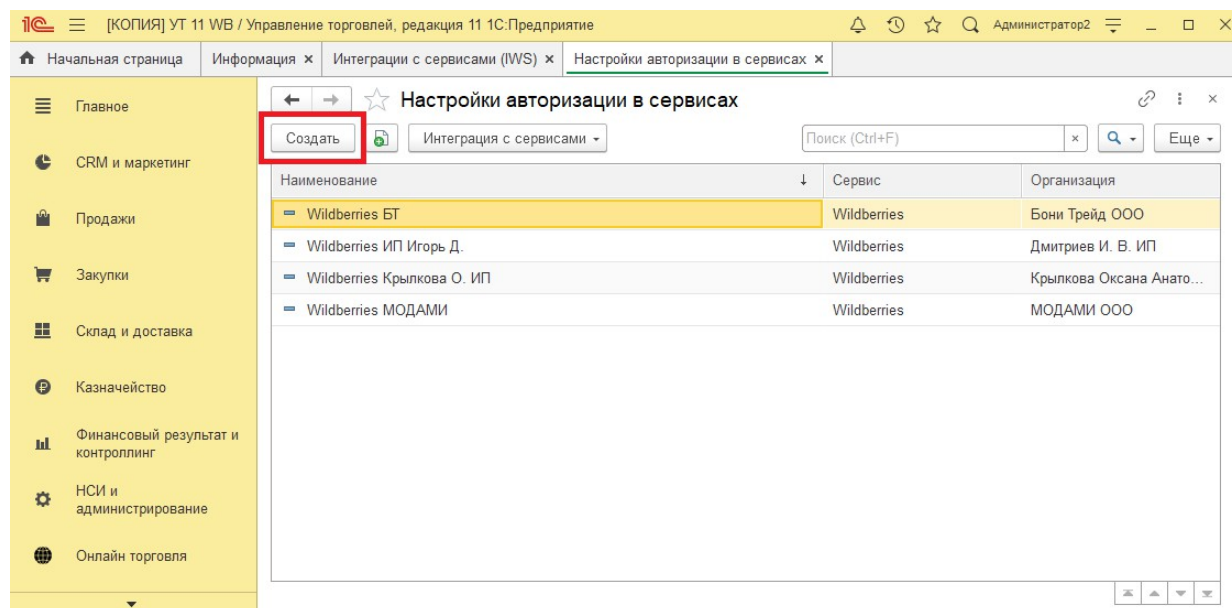 1С [КОПИЯ] УТ 11 WB / Управление торговлей, редакция 11 1С:Предприятие Администратор2
Начальная страница Информация × Интеграции с сервисами (IWS) × Настройки авторизации в сервисах ×
Главное
CRM и маркетинг
Продажи
Закупки
Склад и доставка
Казначейство
Финансовый результат и
контроллинг
НСИ и
администрирование
Онлайн торговля
Настройки авторизации в сервисах
Создать Интеграция с сервисами Поиск (Ctrl+F) × Еще
Наименование ↓ Сервис Организация
Wildberries БТ Wildberries Бони Трейд ООО
Wildberries ИП Игорь Д. Wildberries Дмитриев И. В. ИП
Wildberries Крылкова О. ИП Wildberries Крылкова Оксана Анато...
Wildberries МОДАМИ Wildberries МОДАМИ ООО